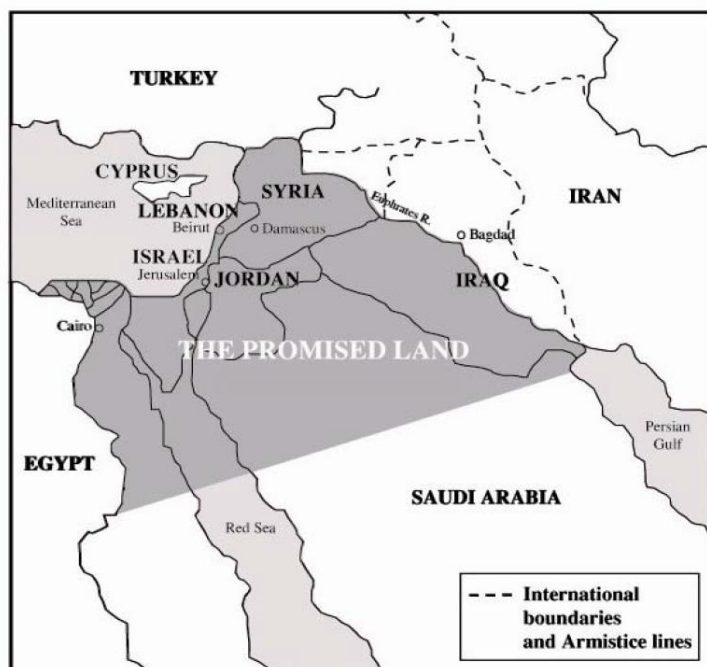 TURKEY
CYPRUS
Mediterranean
Sea
LEBANON
Beirut
SYRIA
Damascus
Euphrates R.
IRAN
Bagdad
ISRAEL
Jerusalem
JORDAN
IRAQ
Cairo
THE PROMISED LAND
Persian
Gulf
EGYPT
SAUDI ARABIA
Red Sea
International
boundaries
and Armistice lines